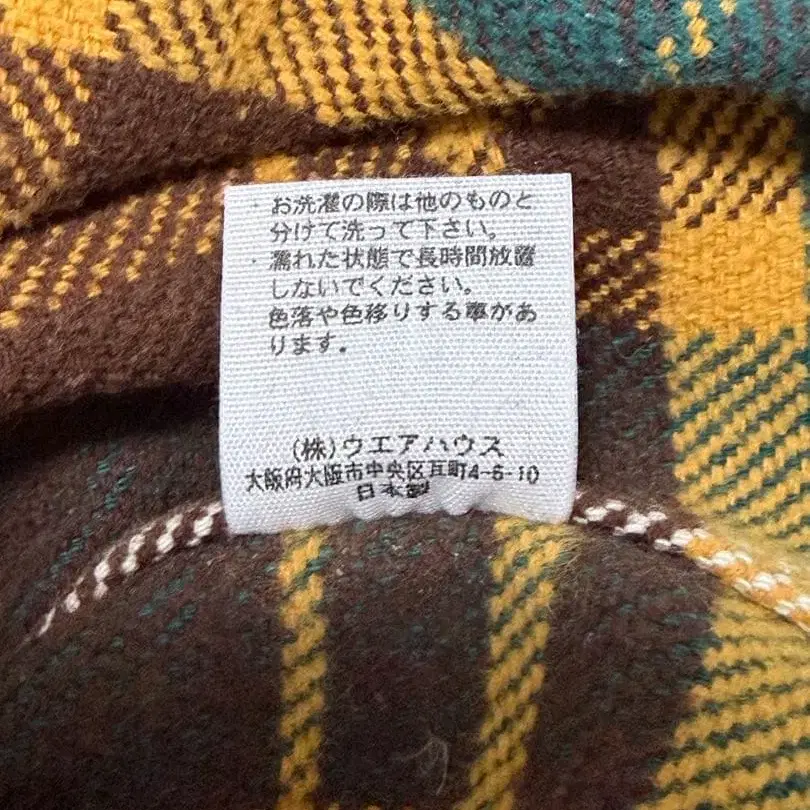 ・お洗濯の際は他のものと
分けて洗って下さい。
・濡れた状態で長時間放置
しないでください。
色落や色移りする事があ
ります。
(株)ウエアハウス
大阪府大阪市中央区瓦町4-6-10
日本製